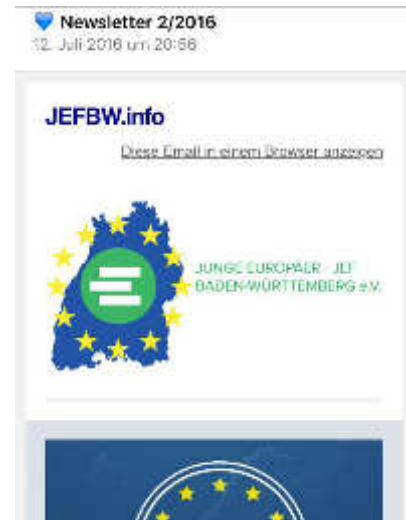 Newsletter 2/2016
12. Juli 2016 um 20:56
JEFBW.info
Diese Email in einem Browser anzeigen
JUNGE EUROPÄER - JEF
BADEN-WÜRTTEMBERG e.V.